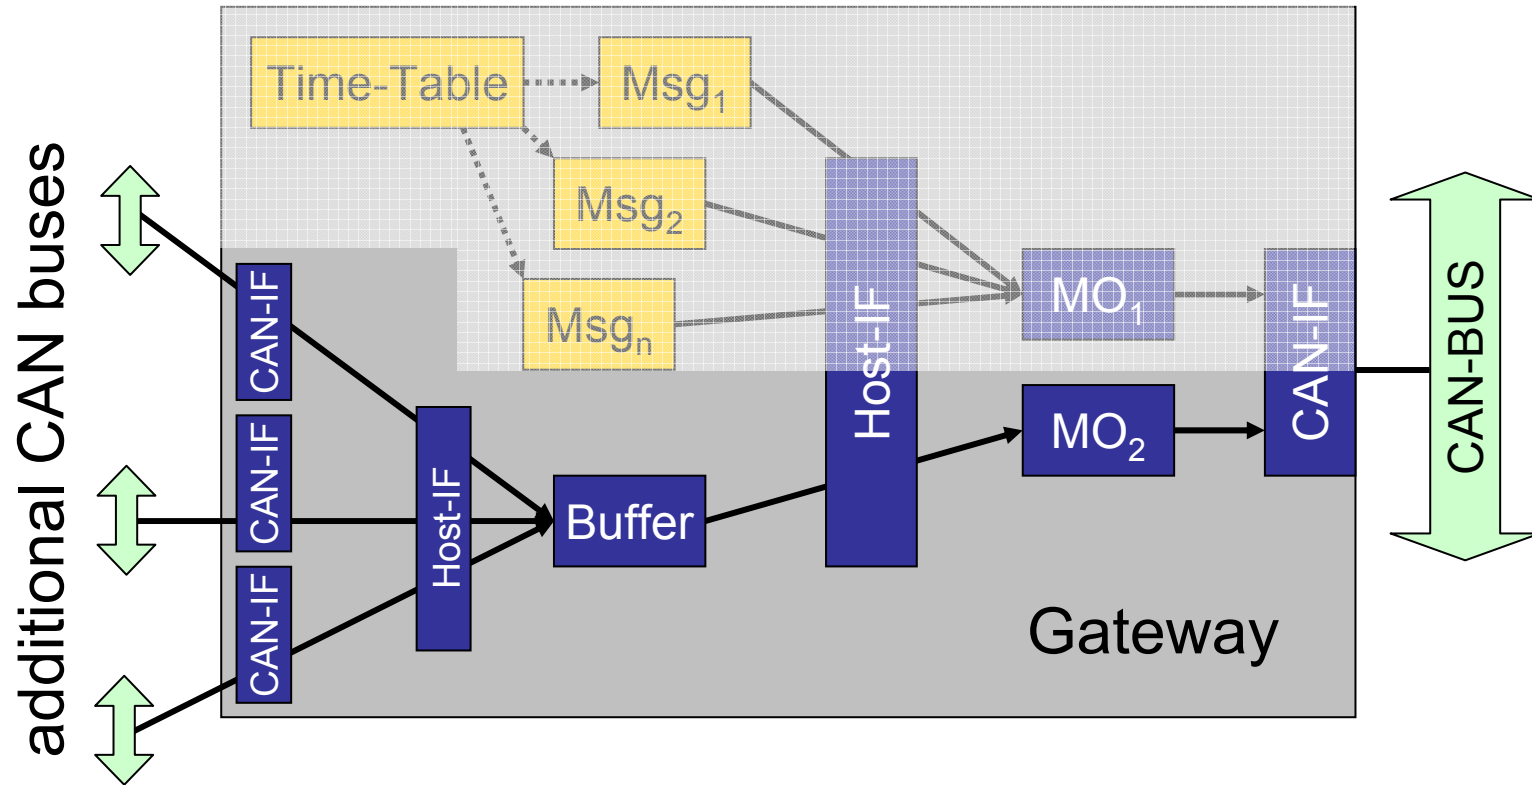 additional CAN buses
Time-Table
Msg1
Msg2
Msgn
CAN-IF
CAN-IF
CAN-IF
Host-IF
Buffer
Host-IF
MO1
MO2
CAN-IF
CAN-BUS
Gateway